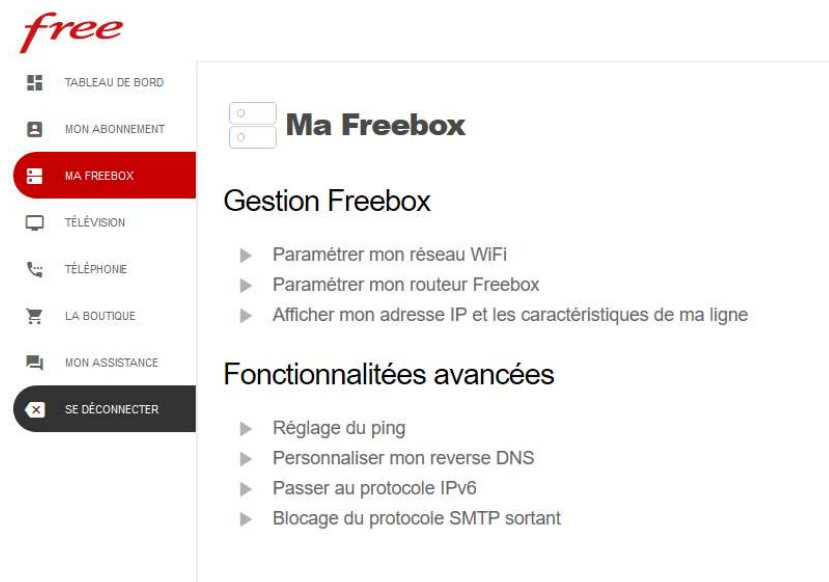 free
TABLEAU DE BORD
MON ABONNEMENT
MA FREEBOX
TÉLÉVISION
TÉLÉPHONIE
LA BOUTIQUE
MON ASSISTANCE
SE DÉCONNECTER
Ma Freebox
Gestion Freebox
Paramétrer mon réseau WiFi
Paramétrer mon routeur Freebox
Afficher mon adresse IP et les caractéristiques de ma ligne
Fonctionnalitées avancées
Réglage du ping
Personnaliser mon reverse DNS
Passer au protocole IPv6
Blocage du protocole SMTP sortant